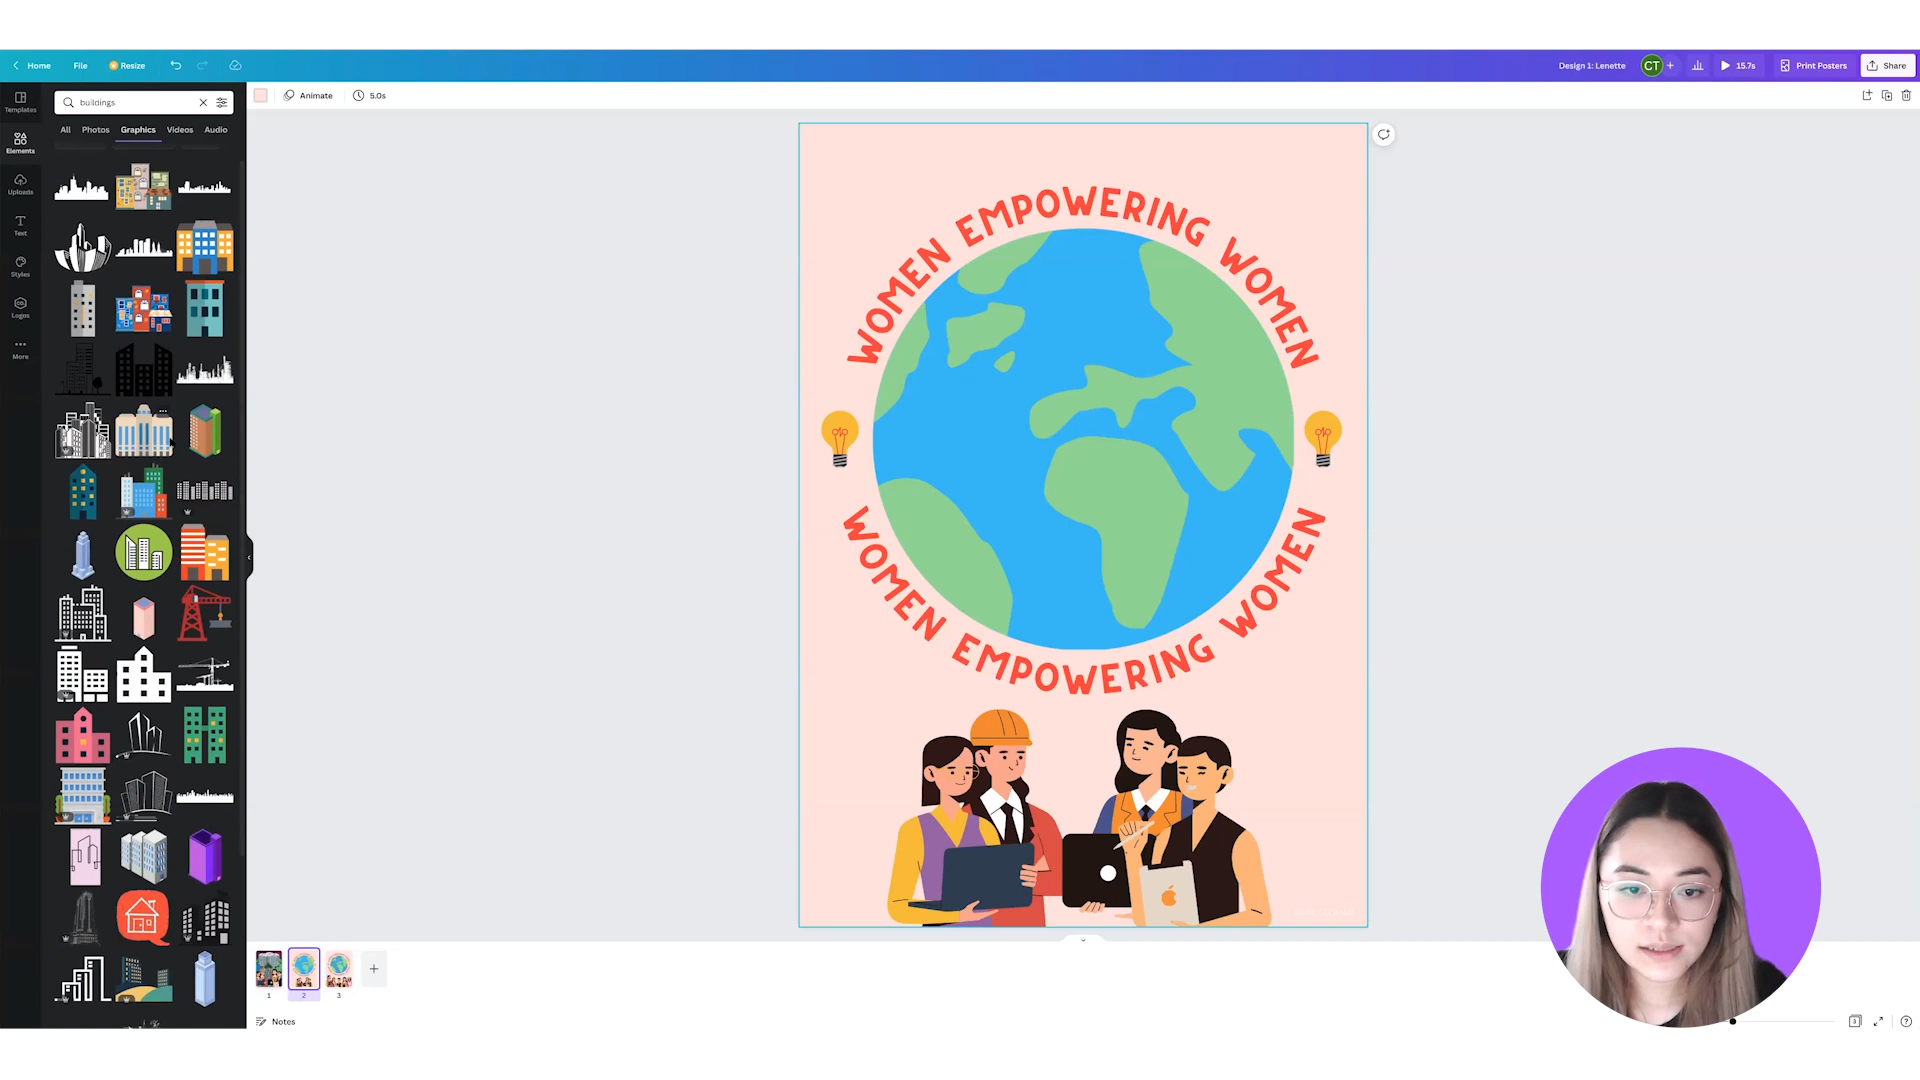 Home File Resize Design 1: Lenette CT + 15.7s Print Posters Share
Templates
buildings
Animate 5.0s
All Photos Graphics Videos Audio
Elements
Uploads
Text
Styles
Logos
More
WOMEN EMPOWERING WOMEN
WOMEN EMPOWERING WOMEN
1 2 3
Notes
3 ?